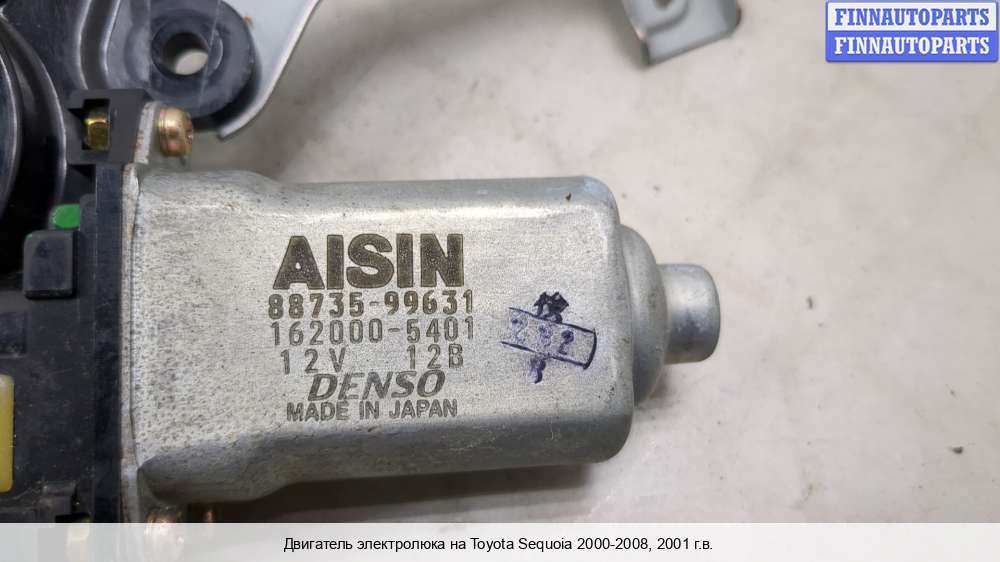 FINNAUTOPARTS
FINNAUTOPARTS
AISIN
88735-99631
162000-5401
12V 12B
DENSO
MADE IN JAPAN
Двигатель электролюка на Toyota Sequoia 2000-2008, 2001 г.в.